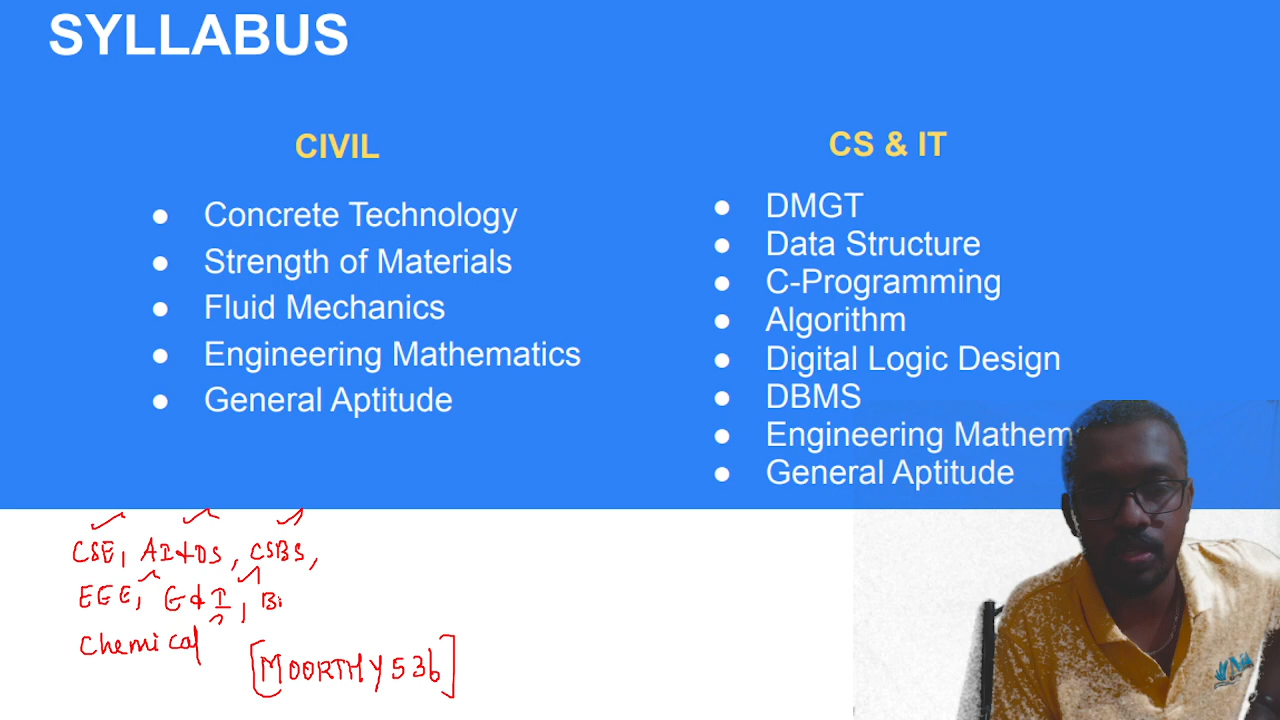 SYLLABUS
CIVIL
Concrete Technology
Strength of Materials
Fluid Mechanics
Engineering Mathematics
General Aptitude
CS & IT
DMGT
Data Structure
C-Programming
Algorithm
Digital Logic Design
DBMS
Engineering Mathem
General Aptitude
CSE, AI&DS, CSBS,
EEE, E&I, Bi
Chemical
[MOORTHY536]